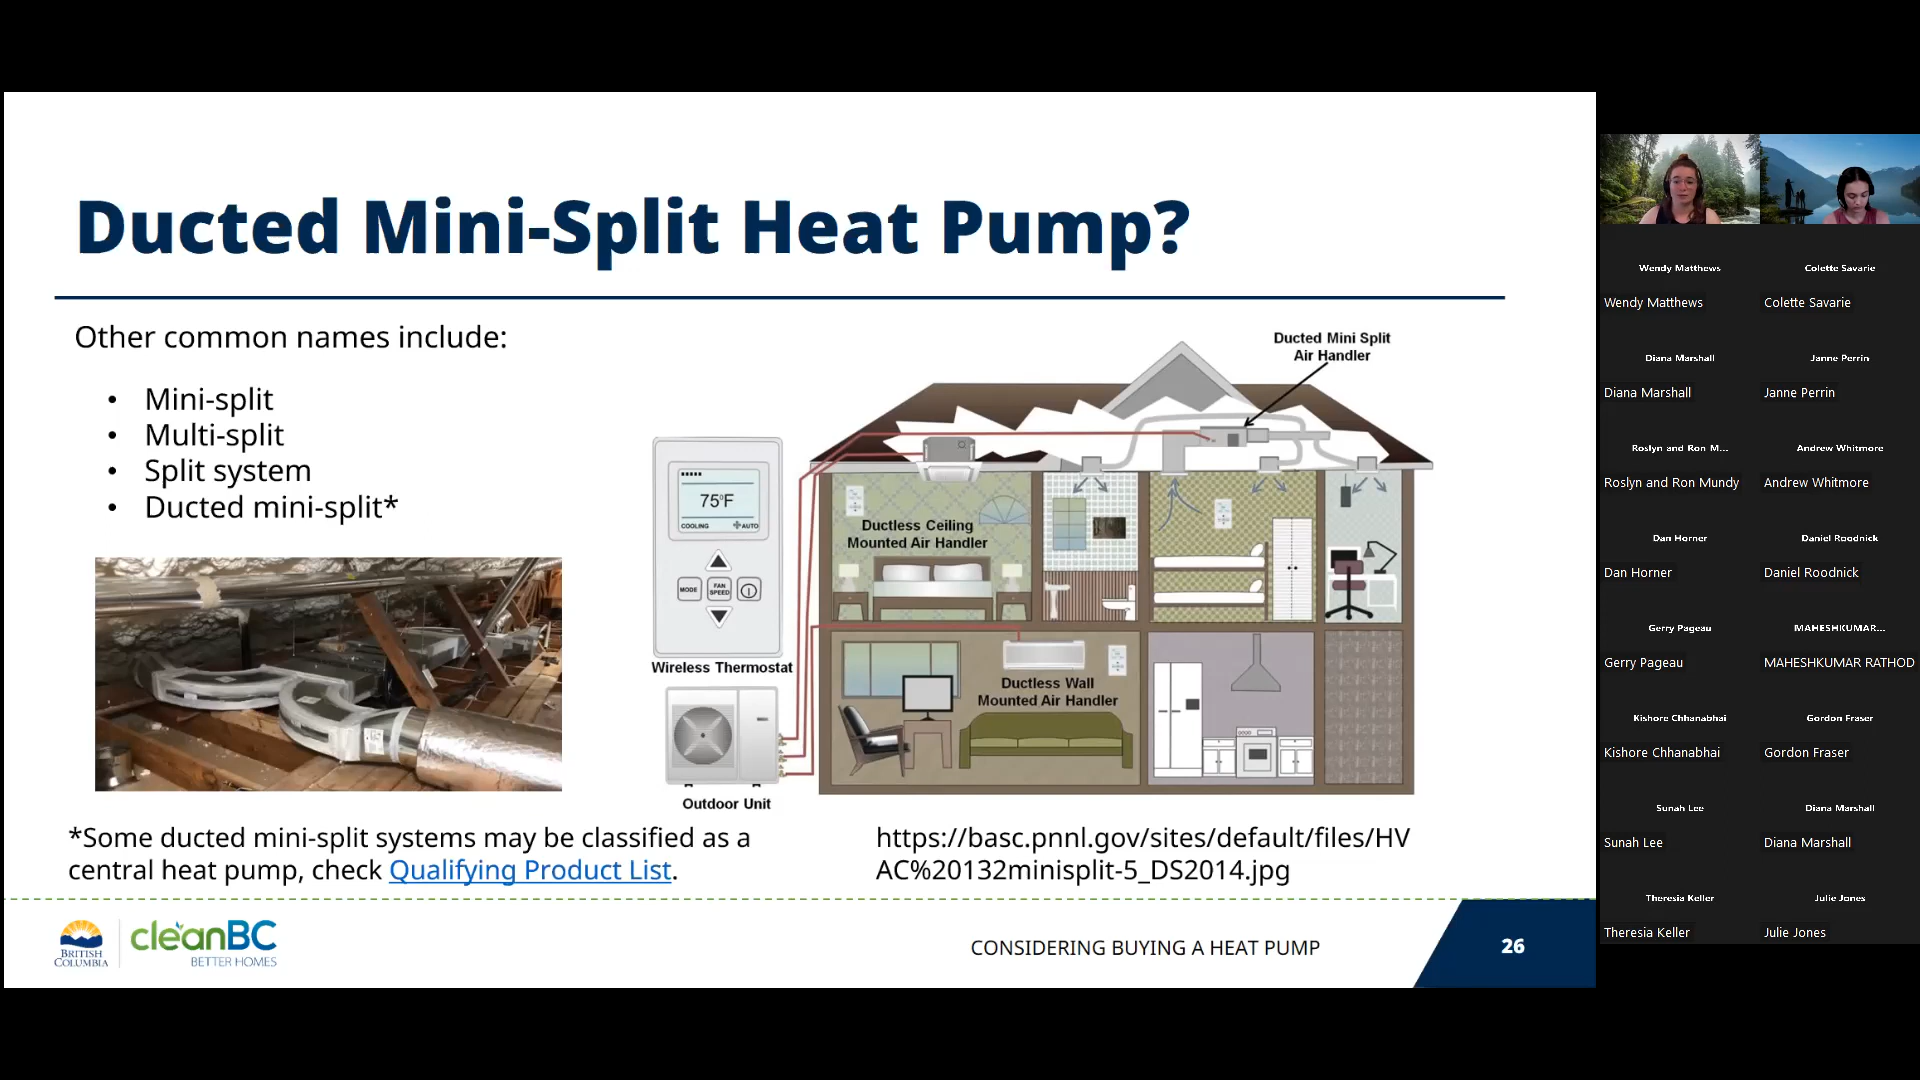 Ducted Mini-Split Heat Pump?
Other common names include:
• Mini-split
• Multi-split
• Split system
• Ducted mini-split*
Ducted Mini Split
Air Handler
75°F
COOLING
AUTO
MODE
FAN
SPEED
Wireless Thermostat
Outdoor Unit
Ductless Ceiling
Mounted Air Handler
Ductless Wall
Mounted Air Handler
*Some ducted mini-split systems may be classified as a
central heat pump, check Qualifying Product List.
https://basc.pnnl.gov/sites/default/files/HV
AC%20132minisplit-5_DS2014.jpg
BRITISH
COLUMBIA
cleanBC
BETTER HOMES
CONSIDERING BUYING A HEAT PUMP
26
Wendy Matthews
Wendy Matthews
Colette Savarie
Colette Savarie
Diana Marshall
Diana Marshall
Janne Perrin
Janne Perrin
Roslyn and Ron M...
Roslyn and Ron Mundy
Andrew Whitmore
Andrew Whitmore
Dan Horner
Dan Horner
Daniel Roodnick
Daniel Roodnick
Gerry Pageau
Gerry Pageau
MAHESHKUMAR...
MAHESHKUMAR RATHOD
Kishore Chhanabhai
Kishore Chhanabhai
Gordon Fraser
Gordon Fraser
Sunah Lee
Sunah Lee
Diana Marshall
Diana Marshall
Theresia Keller
Theresia Keller
Julie Jones
Julie Jones